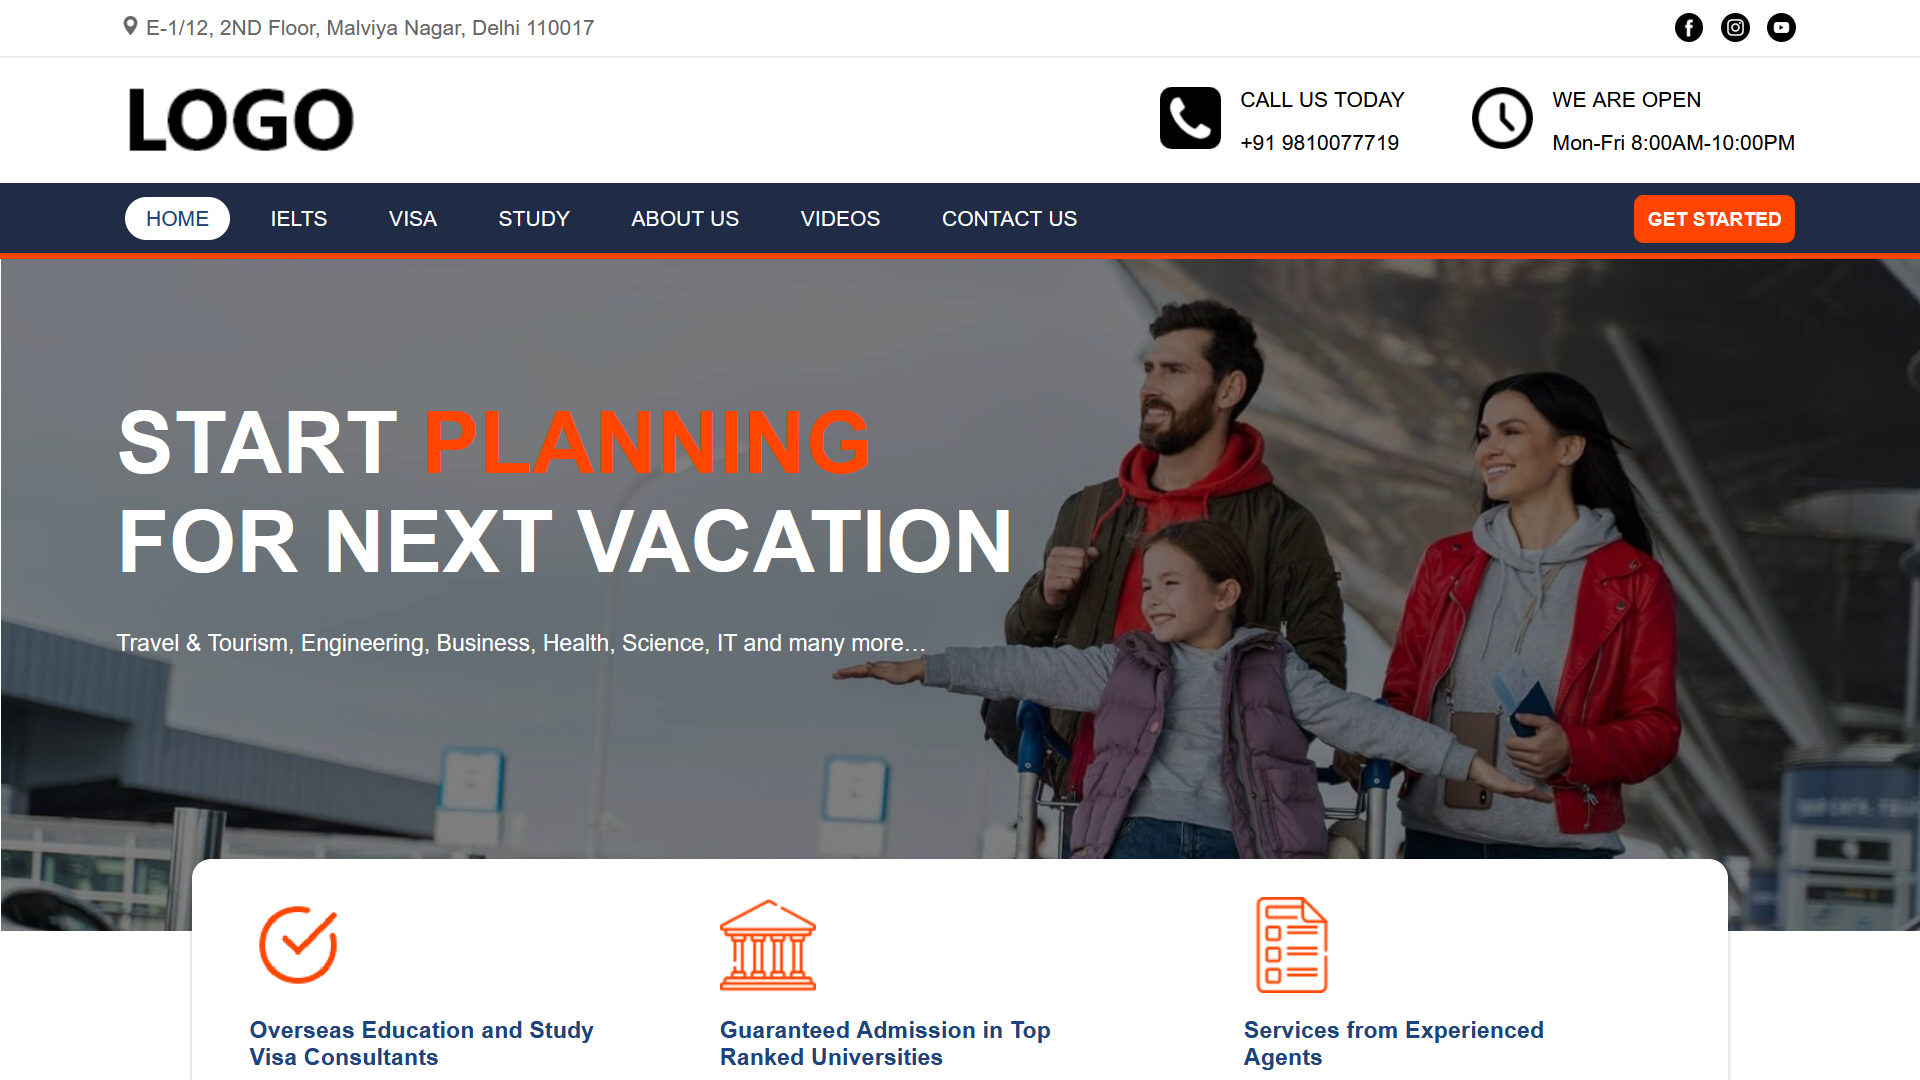 E-1/12, 2ND Floor, Malviya Nagar, Delhi 110017
LOGO
CALL US TODAY
+91 9810077719
WE ARE OPEN
Mon-Fri 8:00AM-10:00PM
HOME IELTS VISA STUDY ABOUT US VIDEOS CONTACT US GET STARTED
START PLANNING
FOR NEXT VACATION
Travel & Tourism, Engineering, Business, Health, Science, IT and many more…
Overseas Education and Study
Visa Consultants
Guaranteed Admission in Top
Ranked Universities
Services from Experienced
Agents